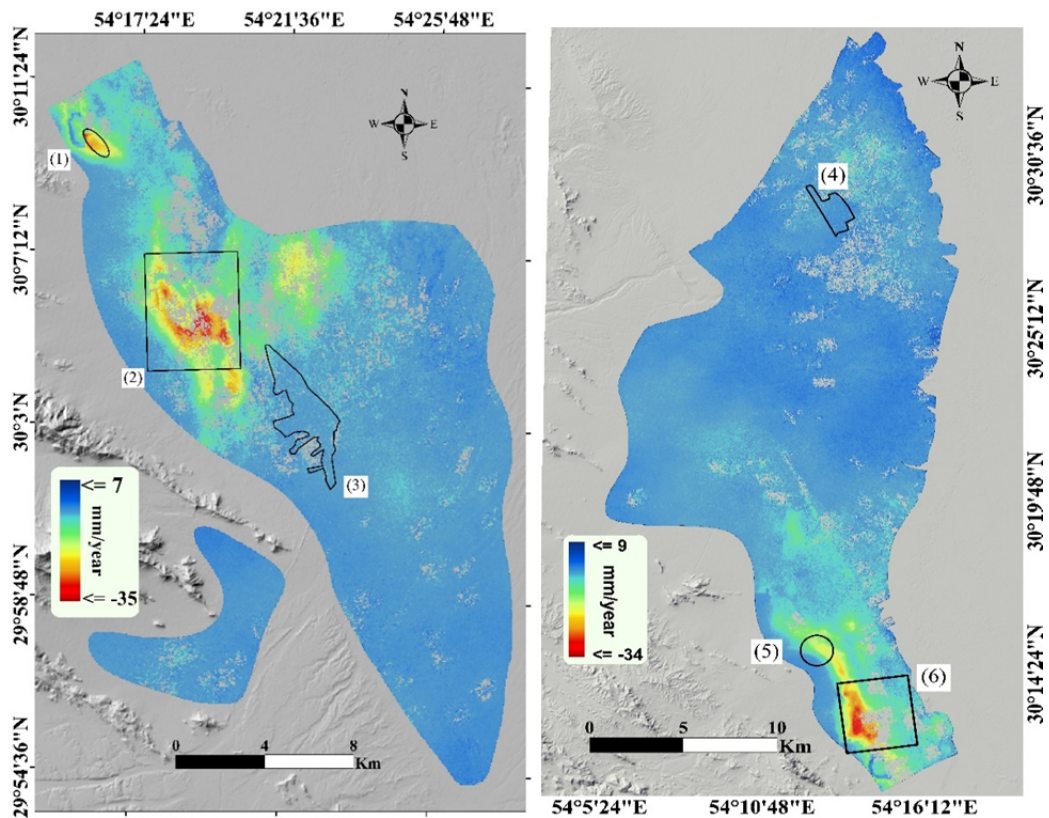 54°17'24"E 54°21'36"E 54°25'48"E
30°11'24"N
30°7'12"N
30°3'N
29°58'48"N
29°54'36"N
N
W E
S
(1)
(2)
(3)
<= 7
mm/year
<= -35
0 4 8
Km
N
W E
S
(4)
(5)
(6)
<= 9
mm/year
<= -34
0 5 10
Km
30°30'36"N
30°25'12"N
30°19'48"N
30°14'24"N
54°5'24"E 54°10'48"E 54°16'12"E